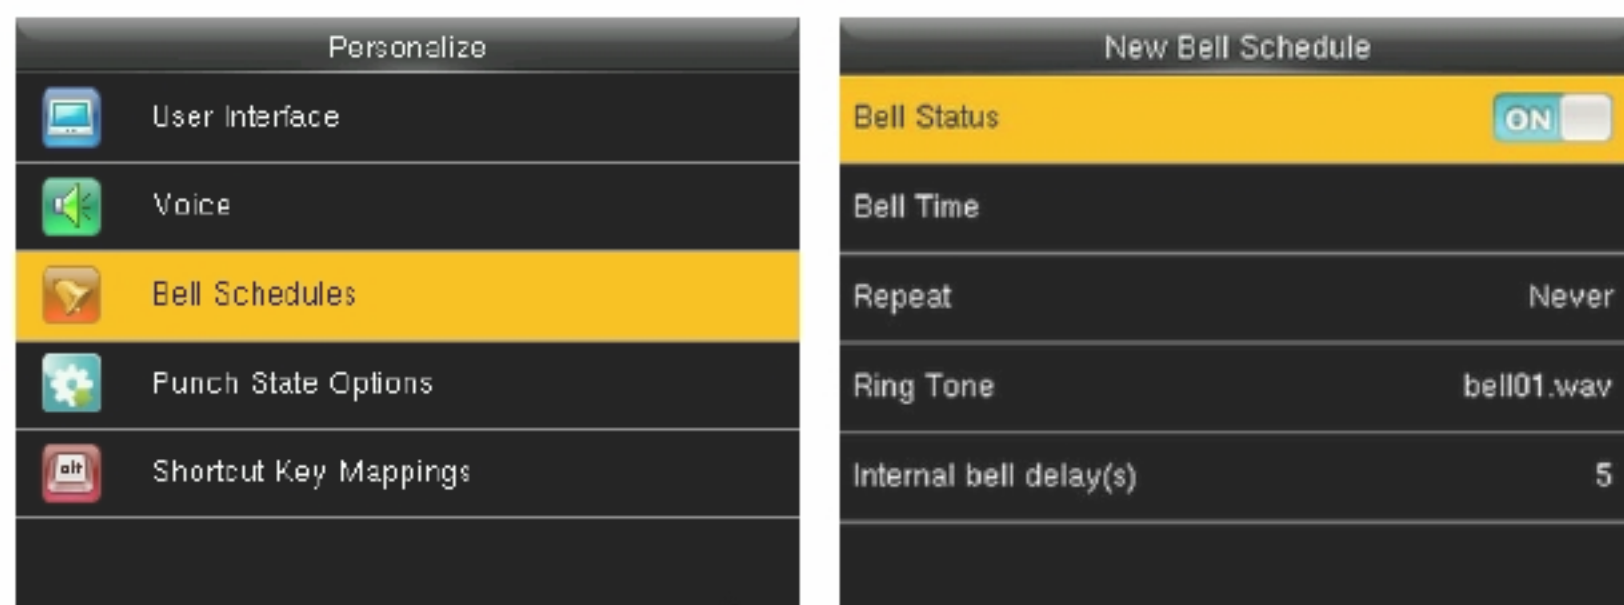 Personalize
User Interface
Voice
Bell Schedules
Punch State Options
alt
Shortcut Key Mappings
New Bell Schedule
Bell Status ON
Bell Time
Repeat Never
Ring Tone bell01.wav
Internal bell delay(s) 5